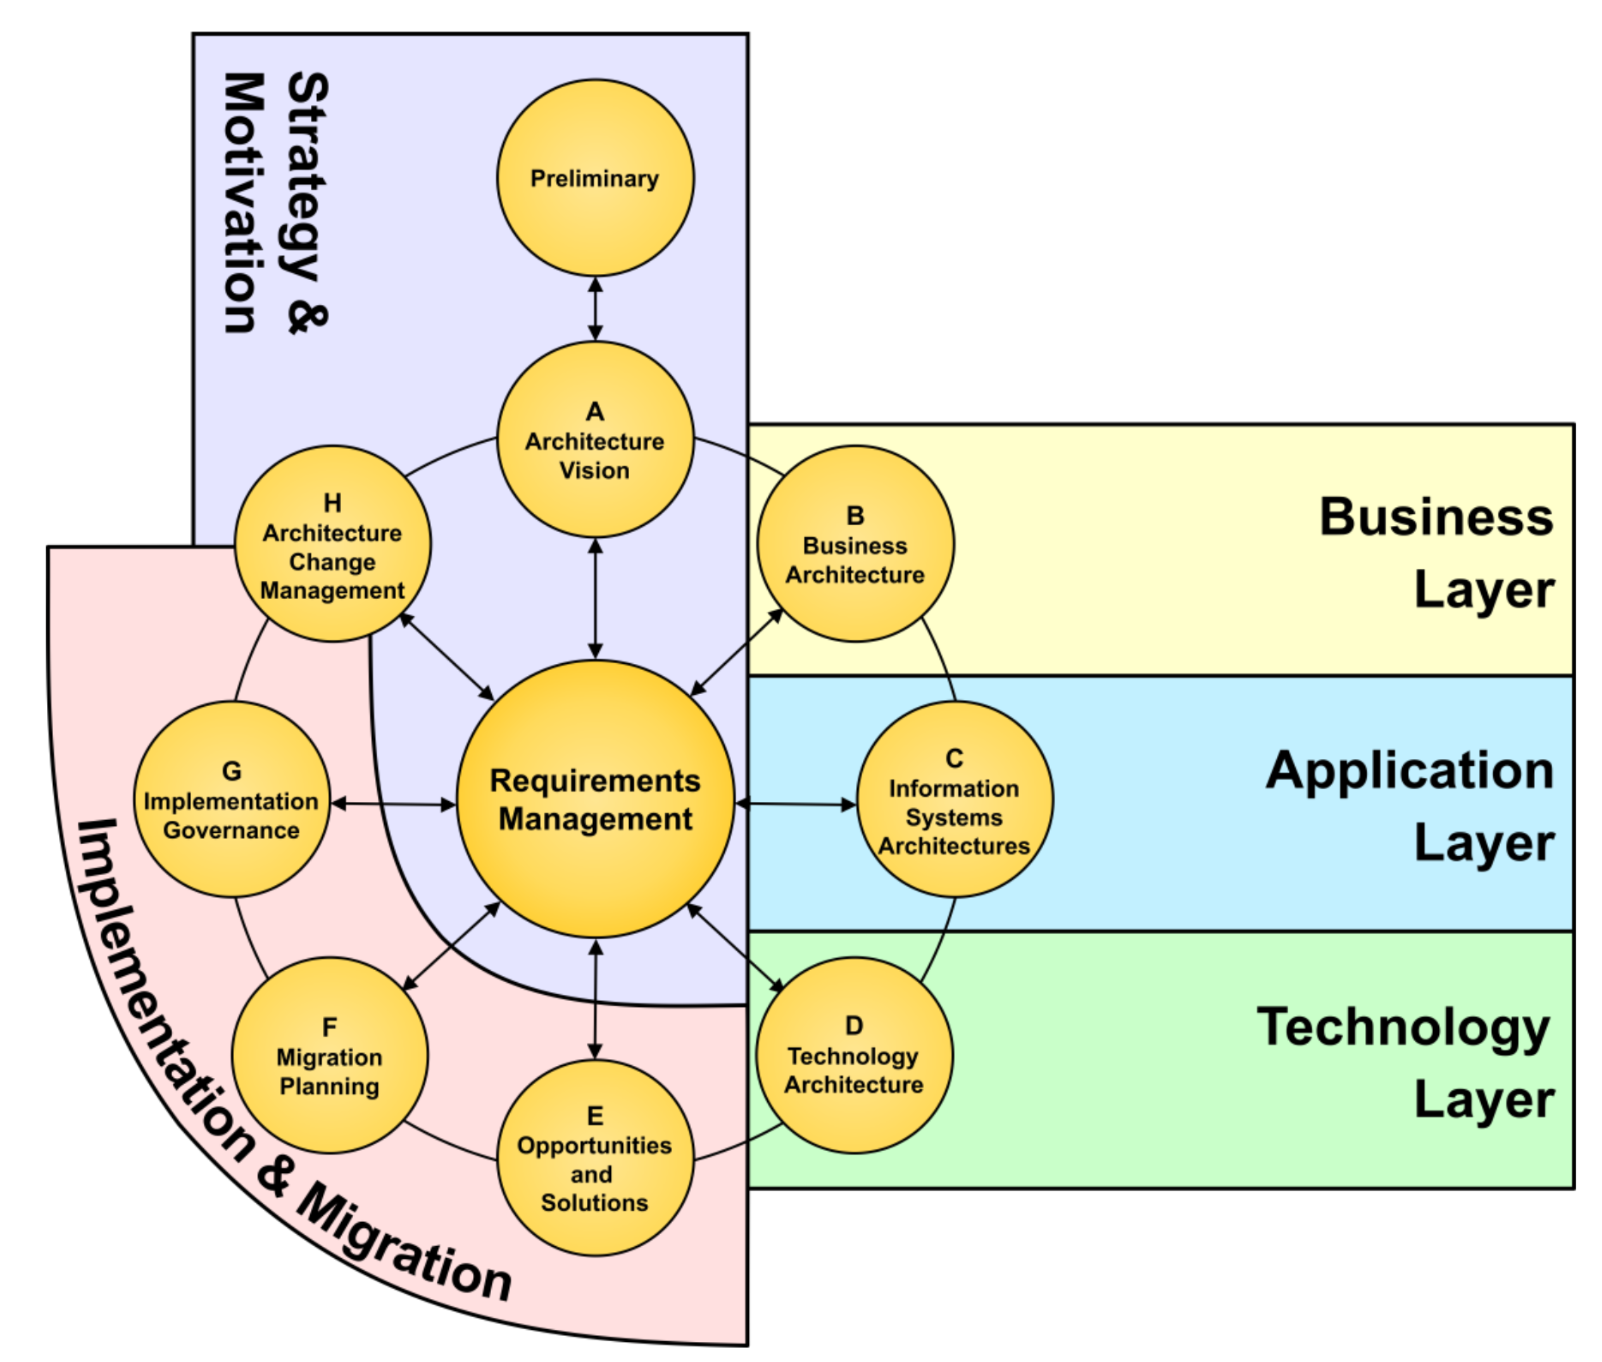 Strategy &
Motivation
Preliminary
A
Architecture
Vision
H
Architecture
Change
Management
B
Business
Architecture
Business
Layer
G
Implementation
Governance
Requirements
Management
C
Information
Systems
Architectures
Application
Layer
F
Migration
Planning
E
Opportunities
and
Solutions
D
Technology
Architecture
Technology
Layer
Implementation & Migration